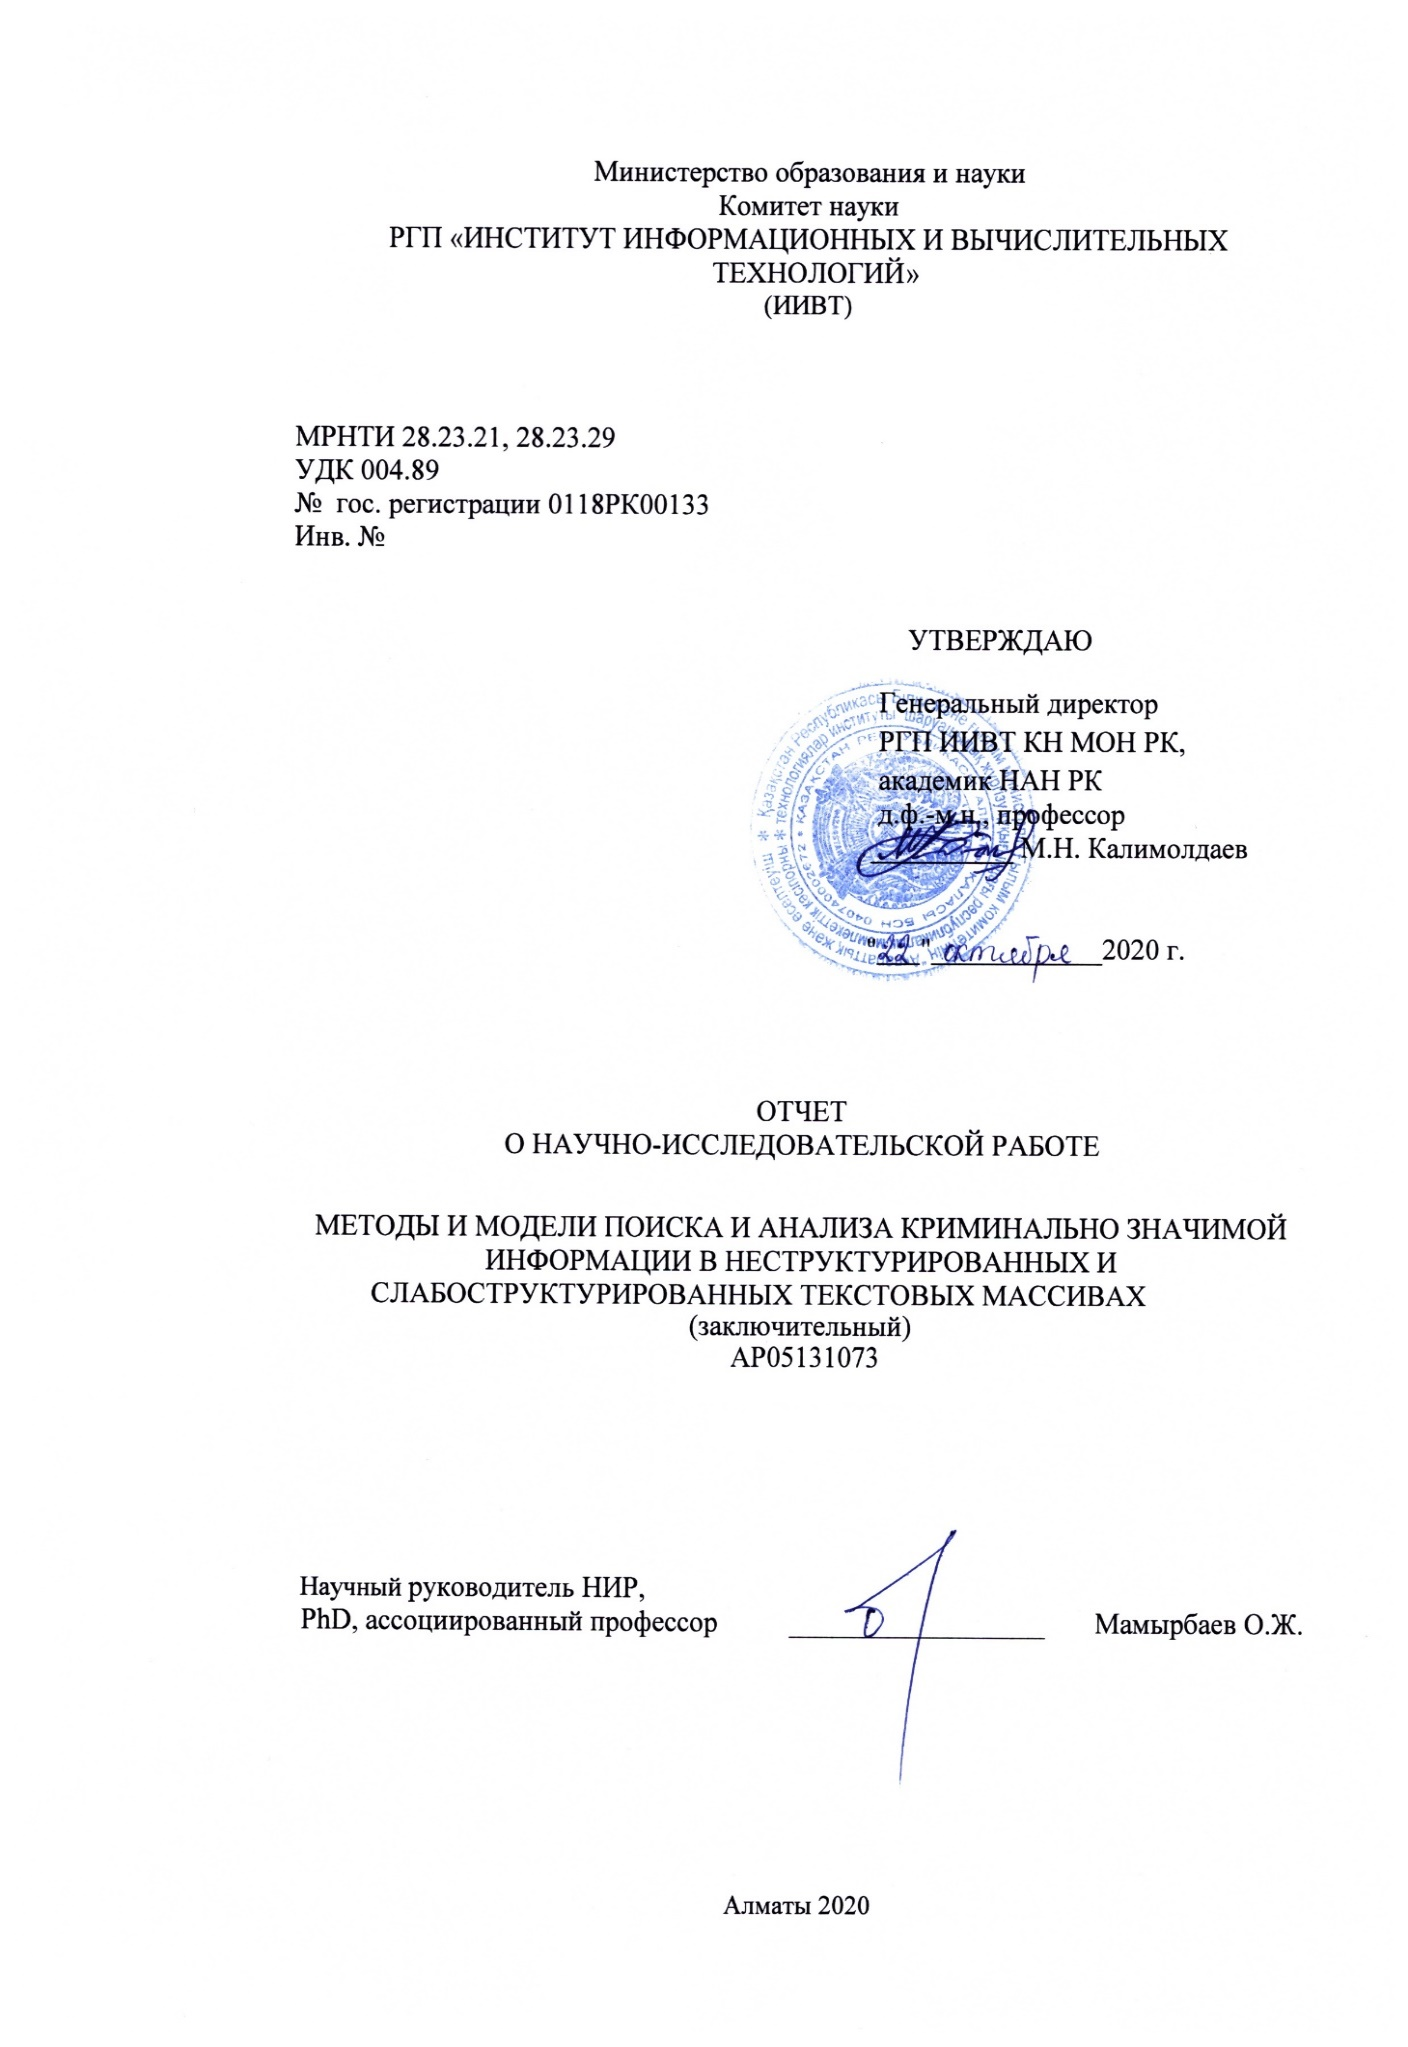 Министерство образования и науки
Комитет науки
РГП «ИНСТИТУТ ИНФОРМАЦИОННЫХ И ВЫЧИСЛИТЕЛЬНЫХ
ТЕХНОЛОГИЙ»
(ИИВТ)
МРНТИ 28.23.21, 28.23.29
УДК 004.89
№ гос. регистрации 0118РК00133
Инв. №
УТВЕРЖДАЮ
Генеральный директор
РГП ИИВТ КН МОН РК,
академик НАН РК
д.ф.-м.н., профессор
М.Н. Калимолдаев
"22" октября 2020 г.
ОТЧЕТ
О НАУЧНО-ИССЛЕДОВАТЕЛЬСКОЙ РАБОТЕ
МЕТОДЫ И МОДЕЛИ ПОИСКА И АНАЛИЗА КРИМИНАЛЬНО ЗНАЧИМОЙ
ИНФОРМАЦИИ В НЕСТРУКТУРИРОВАННЫХ И
СЛАБОСТРУКТУРИРОВАННЫХ ТЕКСТОВЫХ МАССИВАХ
(заключительный)
АР05131073
Научный руководитель НИР,
PhD, ассоциированный профессор Мамырбаев О.Ж.
Алматы 2020